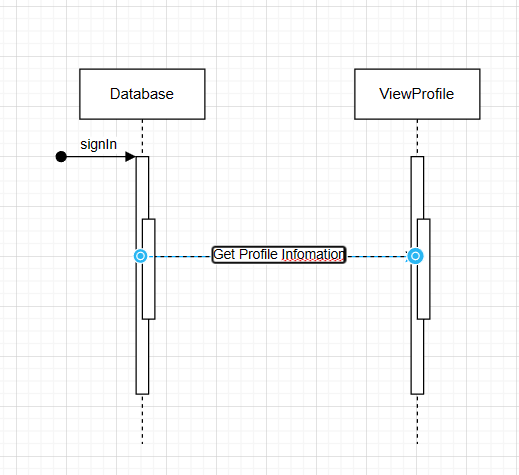 Database
ViewProfile
signIn
Get Profile Infomation